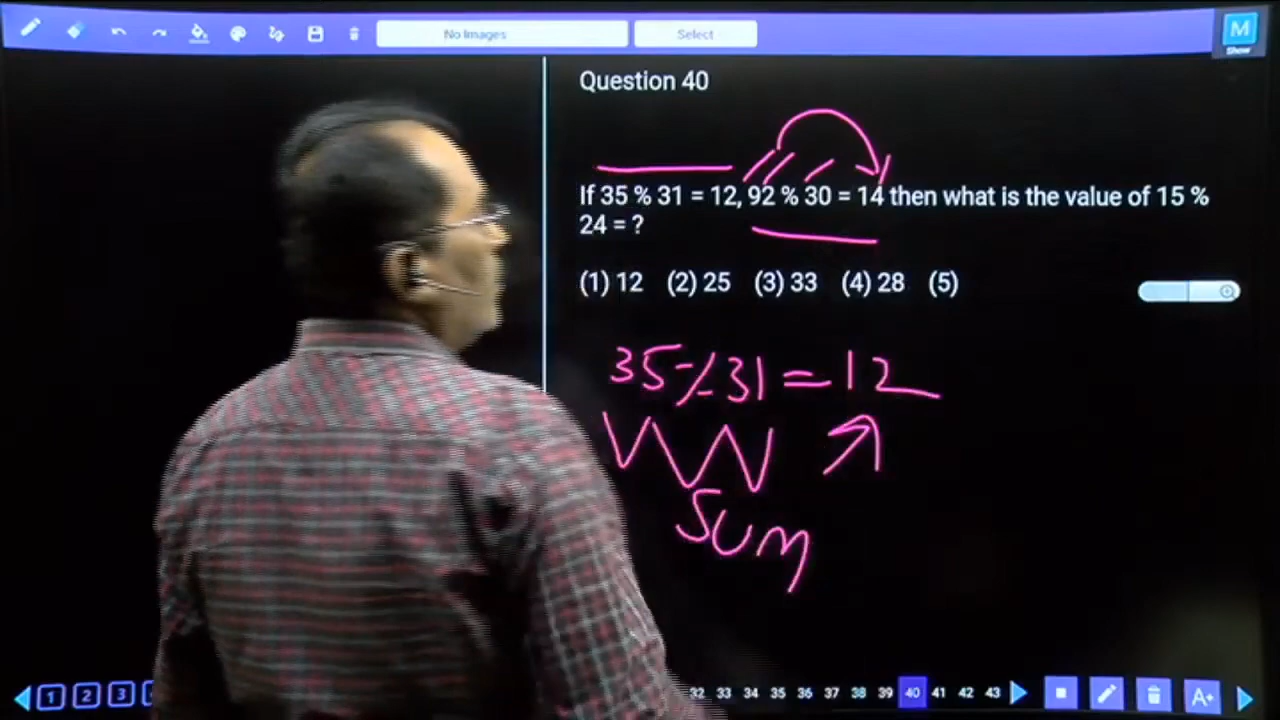 No Images
Select
M
Show
Question 40
If 35 % 31 = 12, 92 % 30 = 14 then what is the value of 15 %
24 = ?
(1) 12 (2) 25 (3) 33 (4) 28 (5)
35 % 31 = 12
Sum
1 2 3 32 33 34 35 36 37 38 39 40 41 42 43 A+